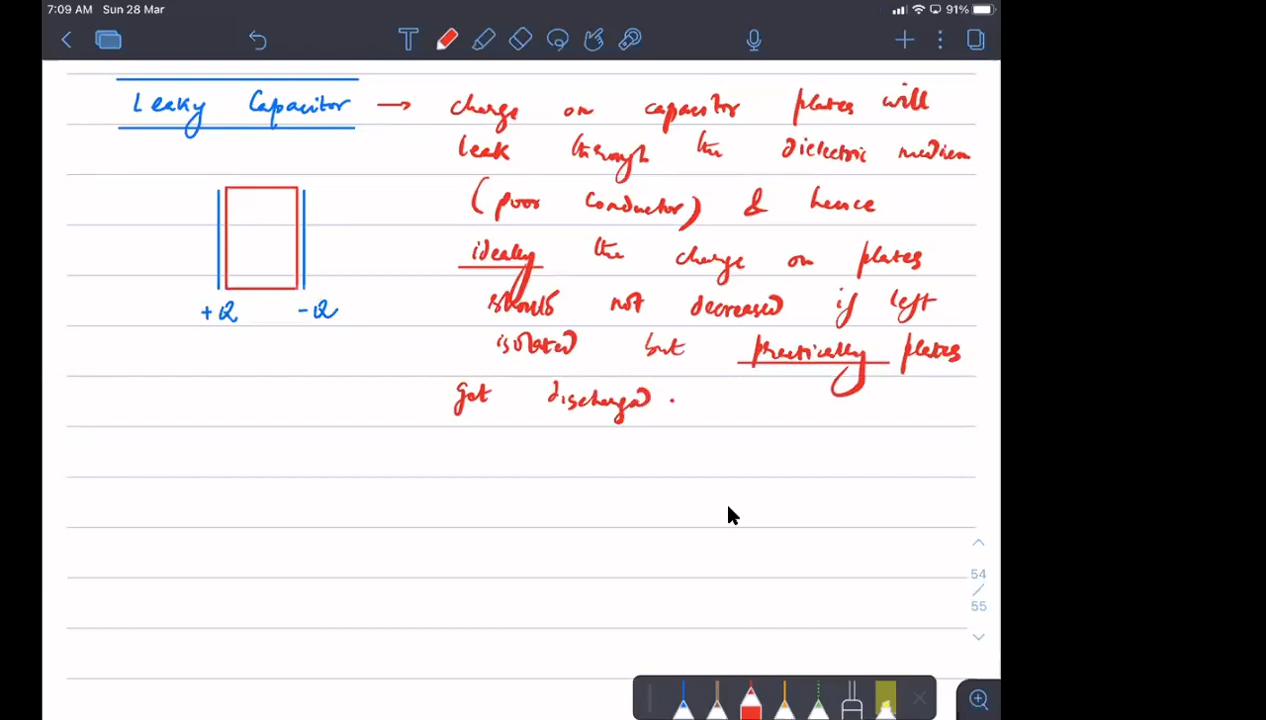 7:09 AM Sun 28 Mar
91%
Leaky Capacitor → charge on capacitor plates will
leak through the dielectric medium
(poor conductor) & hence
ideally the charge on plates
should not decreased if left
isolated but practically plates
got discharged.
+Q -Q
54
/
55